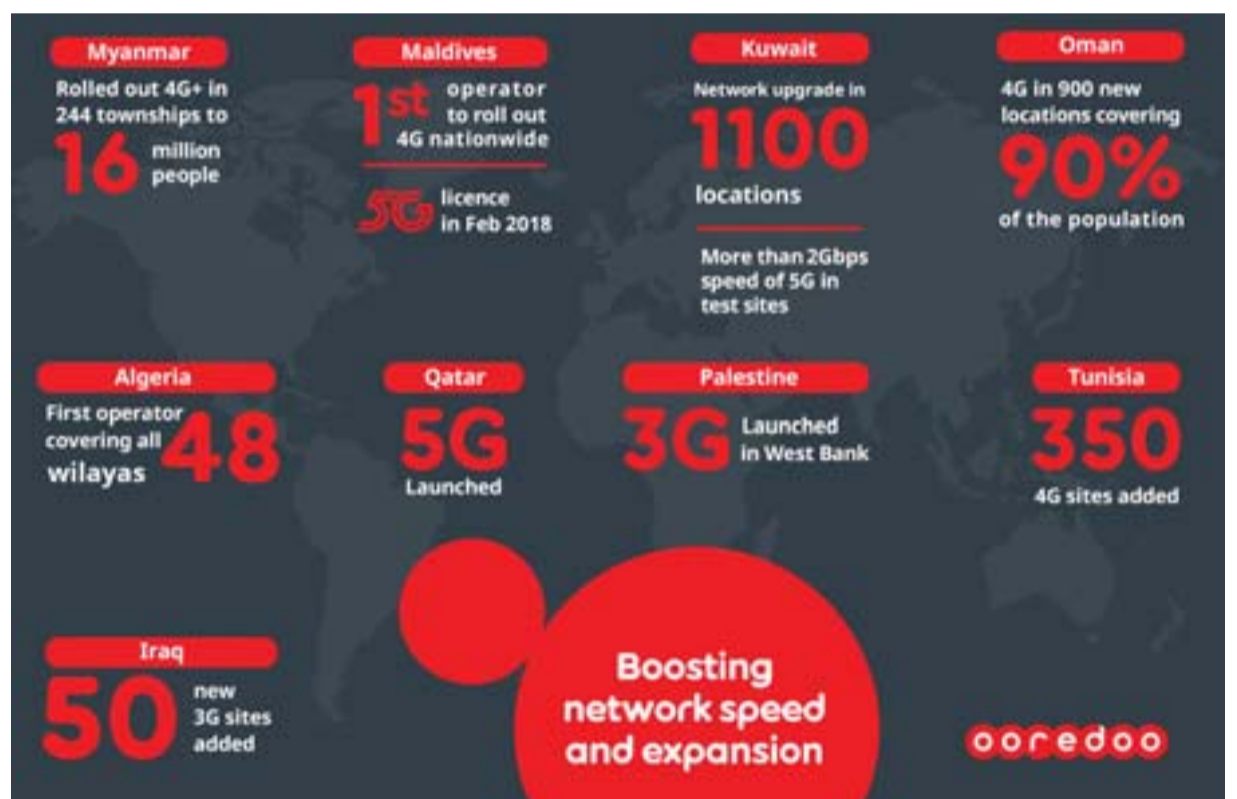 Myanmar
Rolled out 4G+ in
244 townships to
16 million
people
Maldives
1st operator
to roll out
4G nationwide
5G licence
in Feb 2018
Kuwait
Network upgrade in
1100
locations
More than 2Gbps
speed of 5G in
test sites
Oman
4G in 900 new
locations covering
90%
of the population
Algeria
First operator
covering all 48
wilayas
Qatar
5G
Launched
Palestine
3G Launched
in West Bank
Tunisia
350
4G sites added
Iraq
50 new
3G sites
added
Boosting
network speed
and expansion
ooredoo